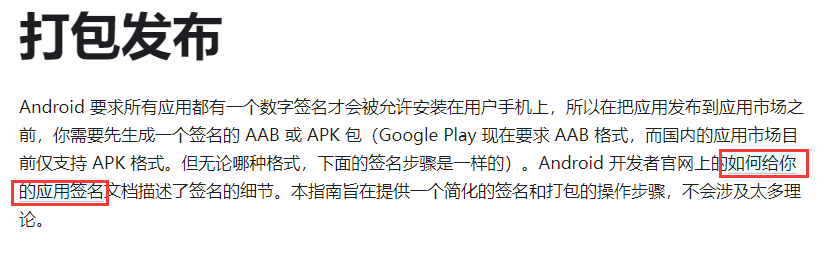 打包发布
Android 要求所有应用都有一个数字签名才会被允许安装在用户手机上，所以在把应用发布到应用市场之
前，你需要先生成一个签名的 AAB 或 APK 包（Google Play 现在要求 AAB 格式，而国内的应用市场目
前仅支持 APK 格式。但无论哪种格式，下面的签名步骤是一样的）。Android 开发者官网上的如何给你
的应用签名文档描述了签名的细节。本指南旨在提供一个简化的签名和打包的操作步骤，不会涉及太多理
论。